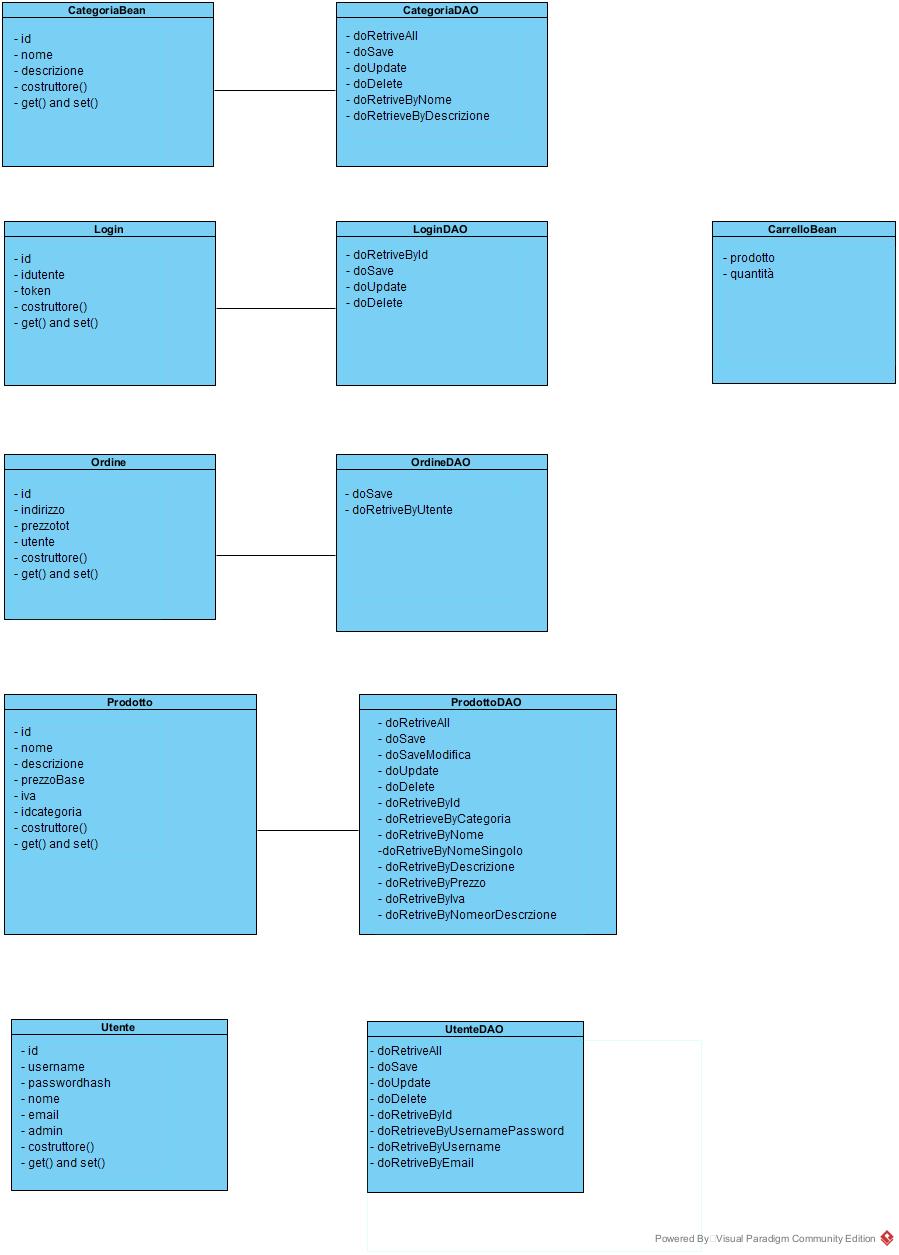 CategoriaBean
- id
- nome
- descrizione
- costruttore()
- get() and set()
CategoriaDAO
- doRetriveAll
- doSave
- doUpdate
- doDelete
- doRetriveByNome
- doRetrieveByDescrizione
Login
- id
- idutente
- token
- costruttore()
- get() and set()
LoginDAO
- doRetriveById
- doSave
- doUpdate
- doDelete
CarrelloBean
- prodotto
- quantità
Ordine
- id
- indirizzo
- prezzotot
- utente
- costruttore()
- get() and set()
OrdineDAO
- doSave
- doRetriveByUtente
Prodotto
- id
- nome
- descrizione
- prezzoBase
- iva
- idcategoria
- costruttore()
- get() and set()
ProdottoDAO
- doRetriveAll
- doSave
- doSaveModifica
- doUpdate
- doDelete
- doRetriveById
- doRetrieveByCategoria
- doRetriveByNome
-doRetriveByNomeSingolo
- doRetriveByDescrizione
- doRetriveByPrezzo
- doRetriveByIva
- doRetriveByNomeorDescrzione
Utente
- id
- username
- passwordhash
- nome
- email
- admin
- costruttore()
- get() and set()
UtenteDAO
- doRetriveAll
- doSave
- doUpdate
- doDelete
- doRetriveById
- doRetrieveByUsernamePassword
- doRetriveByUsername
- doRetriveByEmail
Powered By Visual Paradigm Community Edition